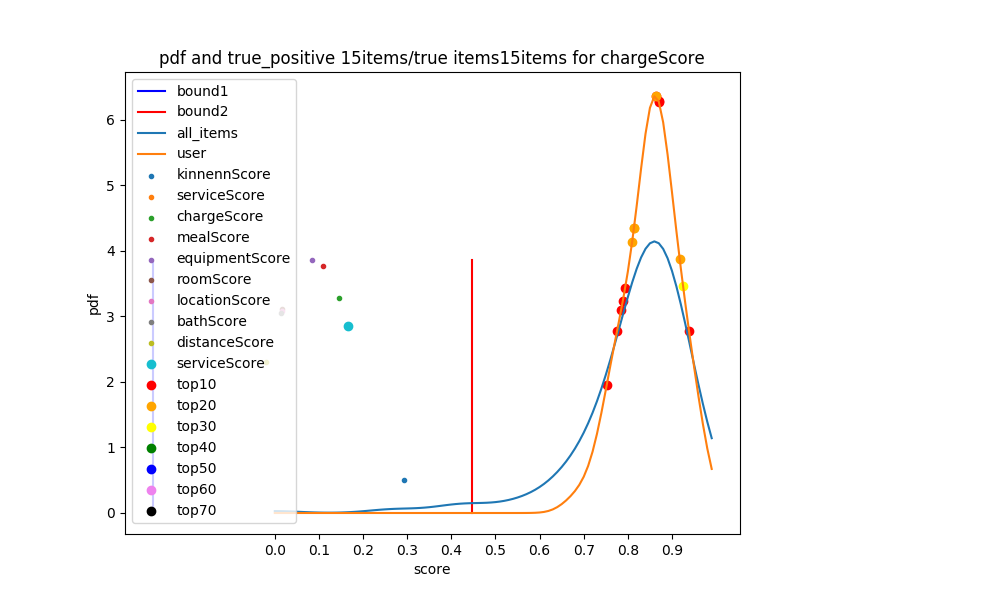 pdf and true_positive 15items/true items15items for chargeScore
bound1
bound2
all_items
user
kinnennScore
serviceScore
chargeScore
mealScore
equipmentScore
roomScore
locationScore
bathScore
distanceScore
serviceScore
top10
top20
top30
top40
top50
top60
top70
pdf
6
5
4
3
2
1
0
0.0 0.1 0.2 0.3 0.4 0.5 0.6 0.7 0.8 0.9
score